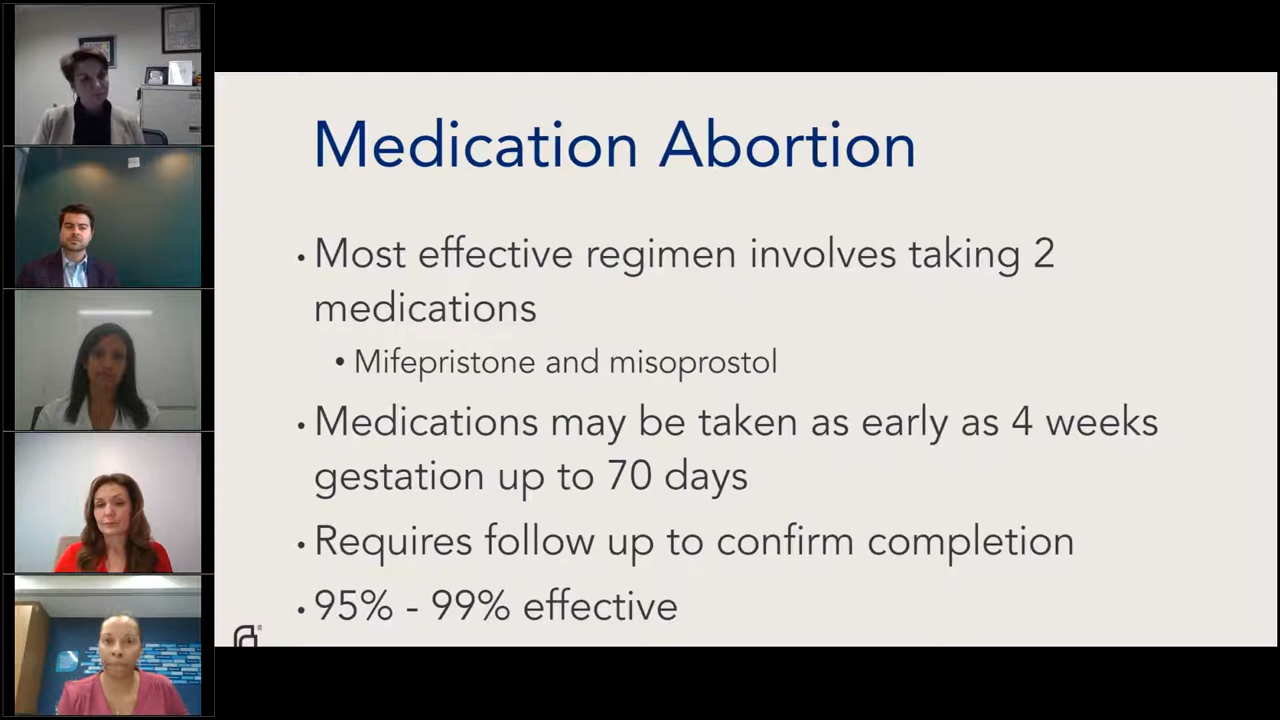 Medication Abortion
• Most effective regimen involves taking 2
medications
• Mifepristone and misoprostol
• Medications may be taken as early as 4 weeks
gestation up to 70 days
• Requires follow up to confirm completion
• 95% - 99% effective